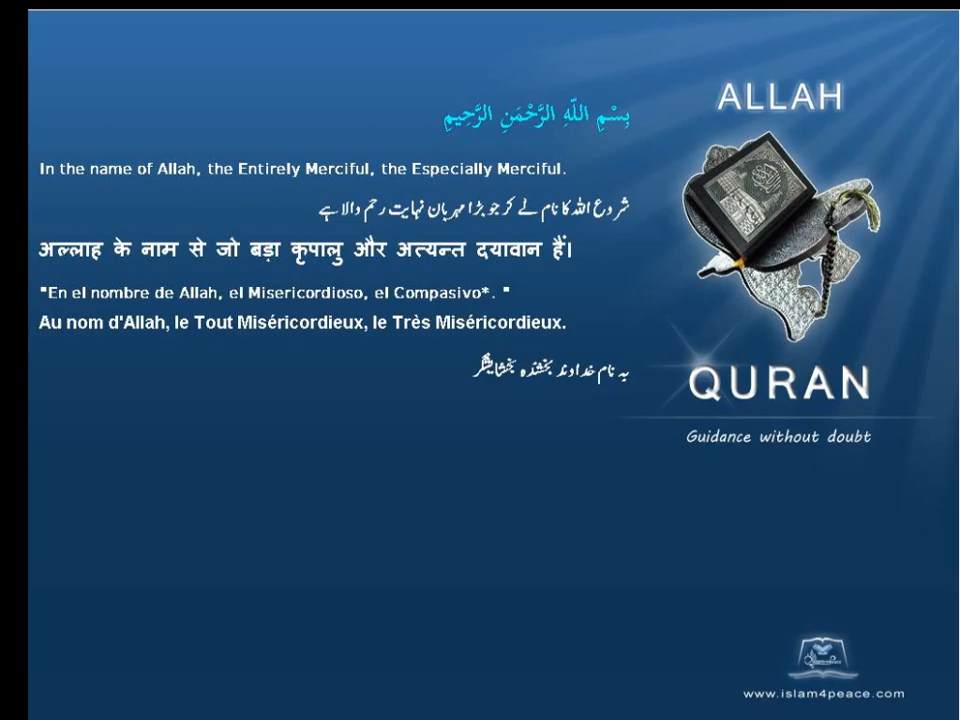 بِسْمِ اللَّهِ الرَّحْمَنِ الرَّحِيمِ
In the name of Allah, the Entirely Merciful, the Especially Merciful.
شروع الله کا نام لے کر جو بڑا مہربان نہایت رحم والا ہے
अल्लाह के नाम से जो बड़ा कृपालु और अत्यन्त दयावान हैं।
"En el nombre de Allah, el Misericordioso, el Compasivo*. "
Au nom d'Allah, le Tout Miséricordieux, le Très Miséricordieux.
به نام خداوند بخشنده بخشایشگر
ALLAH
QURAN
Guidance without doubt
www.islam4peace.com